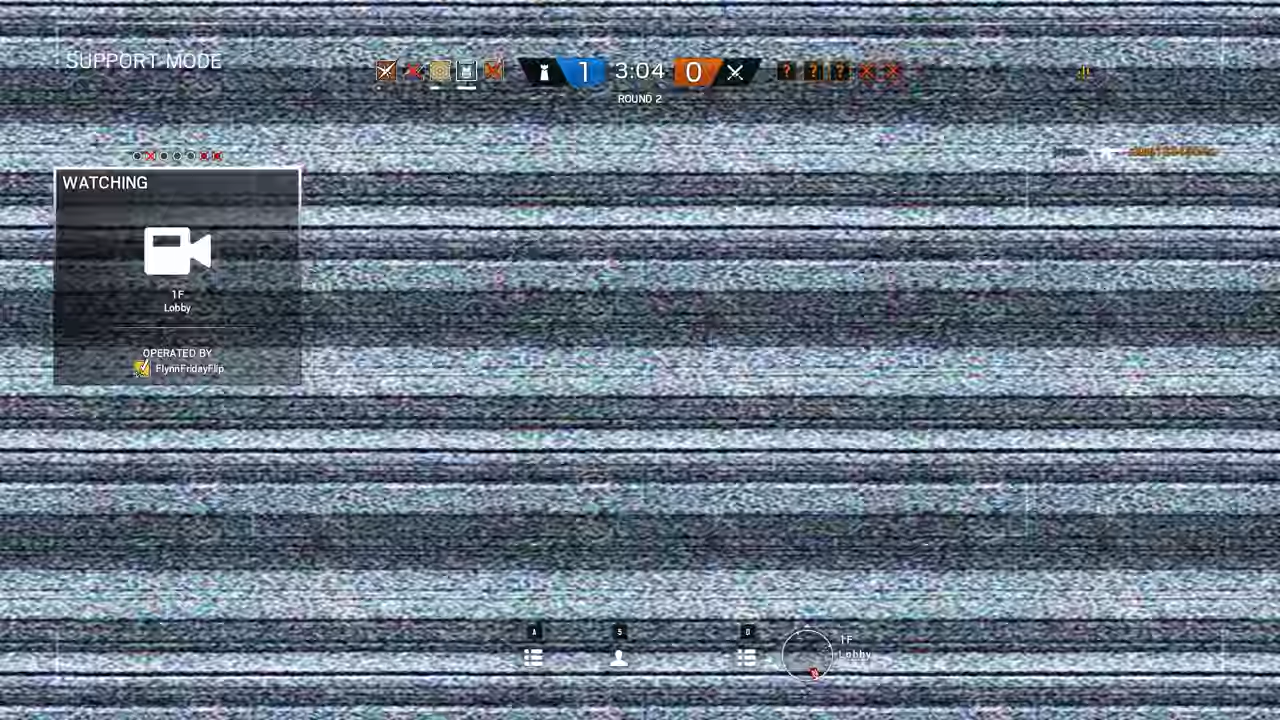 SUPPORT MODE
1 3:04 0
ROUND 2
? ? ?
WATCHING
1F
Lobby
OPERATED BY
FlynnFridayFlip
A S D
1F
Lobby